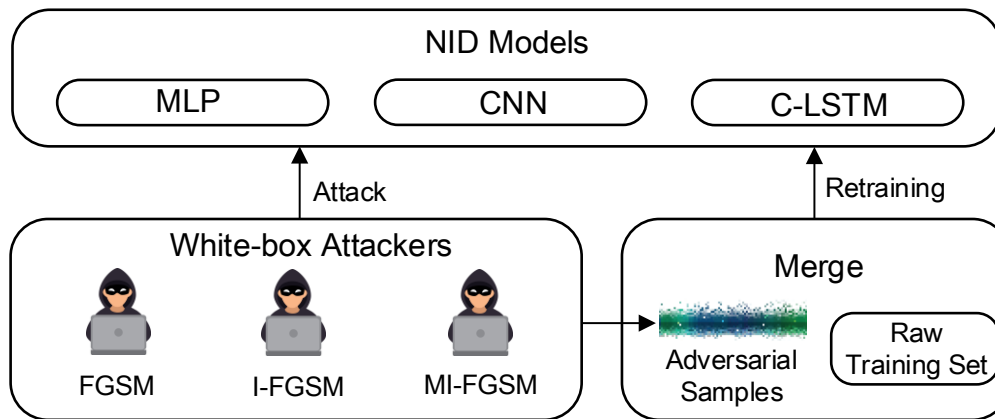 NID Models
MLP
CNN
C-LSTM
Attack
Retraining
White-box Attackers
FGSM
I-FGSM
MI-FGSM
Merge
Adversarial
Samples
Raw
Training Set